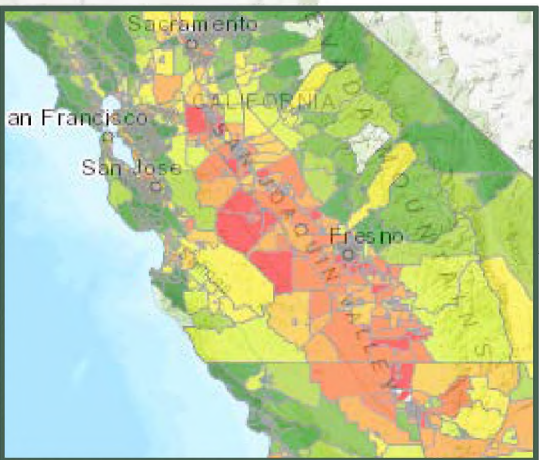 Sacramento
CALIFORNIA
an Francisco
San Jose
Fresno
SAN JOAQUIN VALLEY